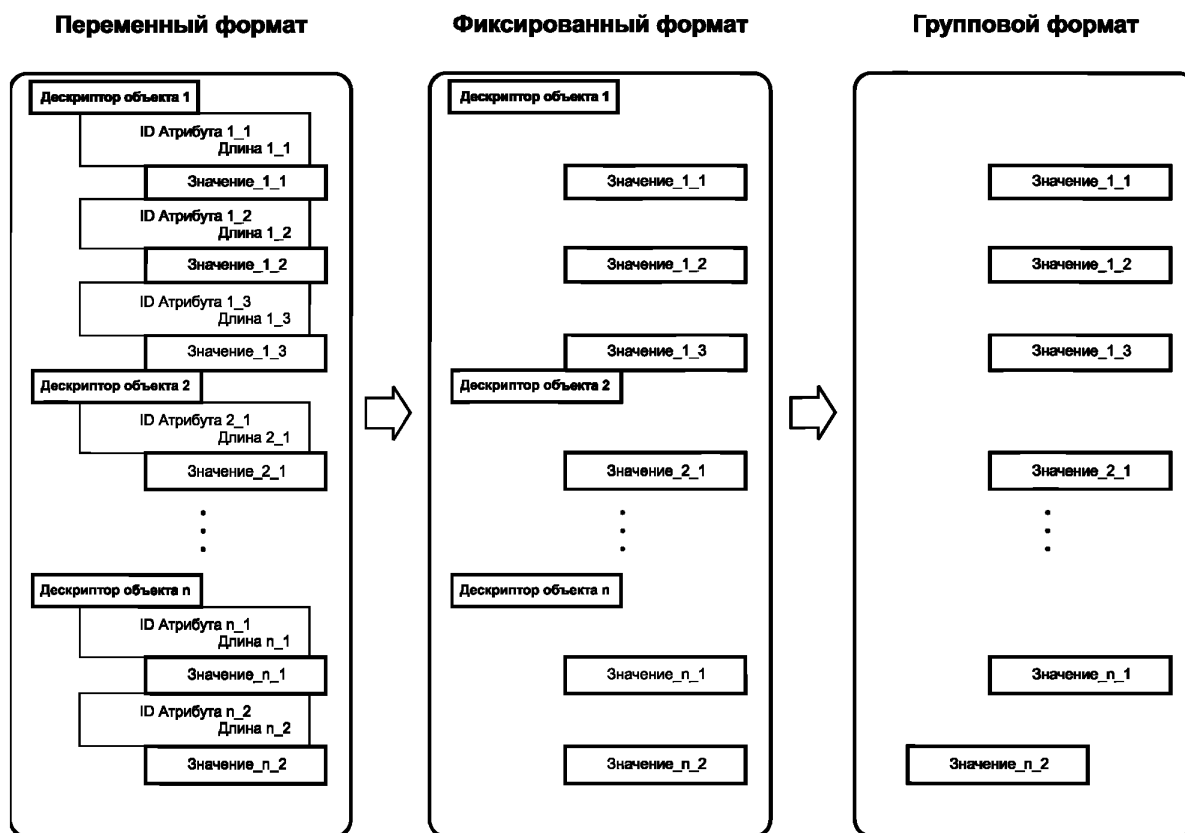 Переменный формат
Дескриптор объекта 1
ID Атрибута 1_1
Длина 1_1
Значение_1_1
ID Атрибута 1_2
Длина 1_2
Значение_1_2
ID Атрибута 1_3
Длина 1_3
Значение_1_3
Дескриптор объекта 2
ID Атрибута 2_1
Длина 2_1
Значение_2_1
Дескриптор объекта n
ID Атрибута n_1
Длина n_1
Значение_n_1
ID Атрибута n_2
Длина n_2
Значение_n_2
Фиксированный формат
Дескриптор объекта 1
Значение_1_1
Значение_1_2
Значение_1_3
Дескриптор объекта 2
Значение_2_1
Дескриптор объекта n
Значение_n_1
Значение_n_2
Групповой формат
Значение_1_1
Значение_1_2
Значение_1_3
Значение_2_1
Значение_n_1
Значение_n_2